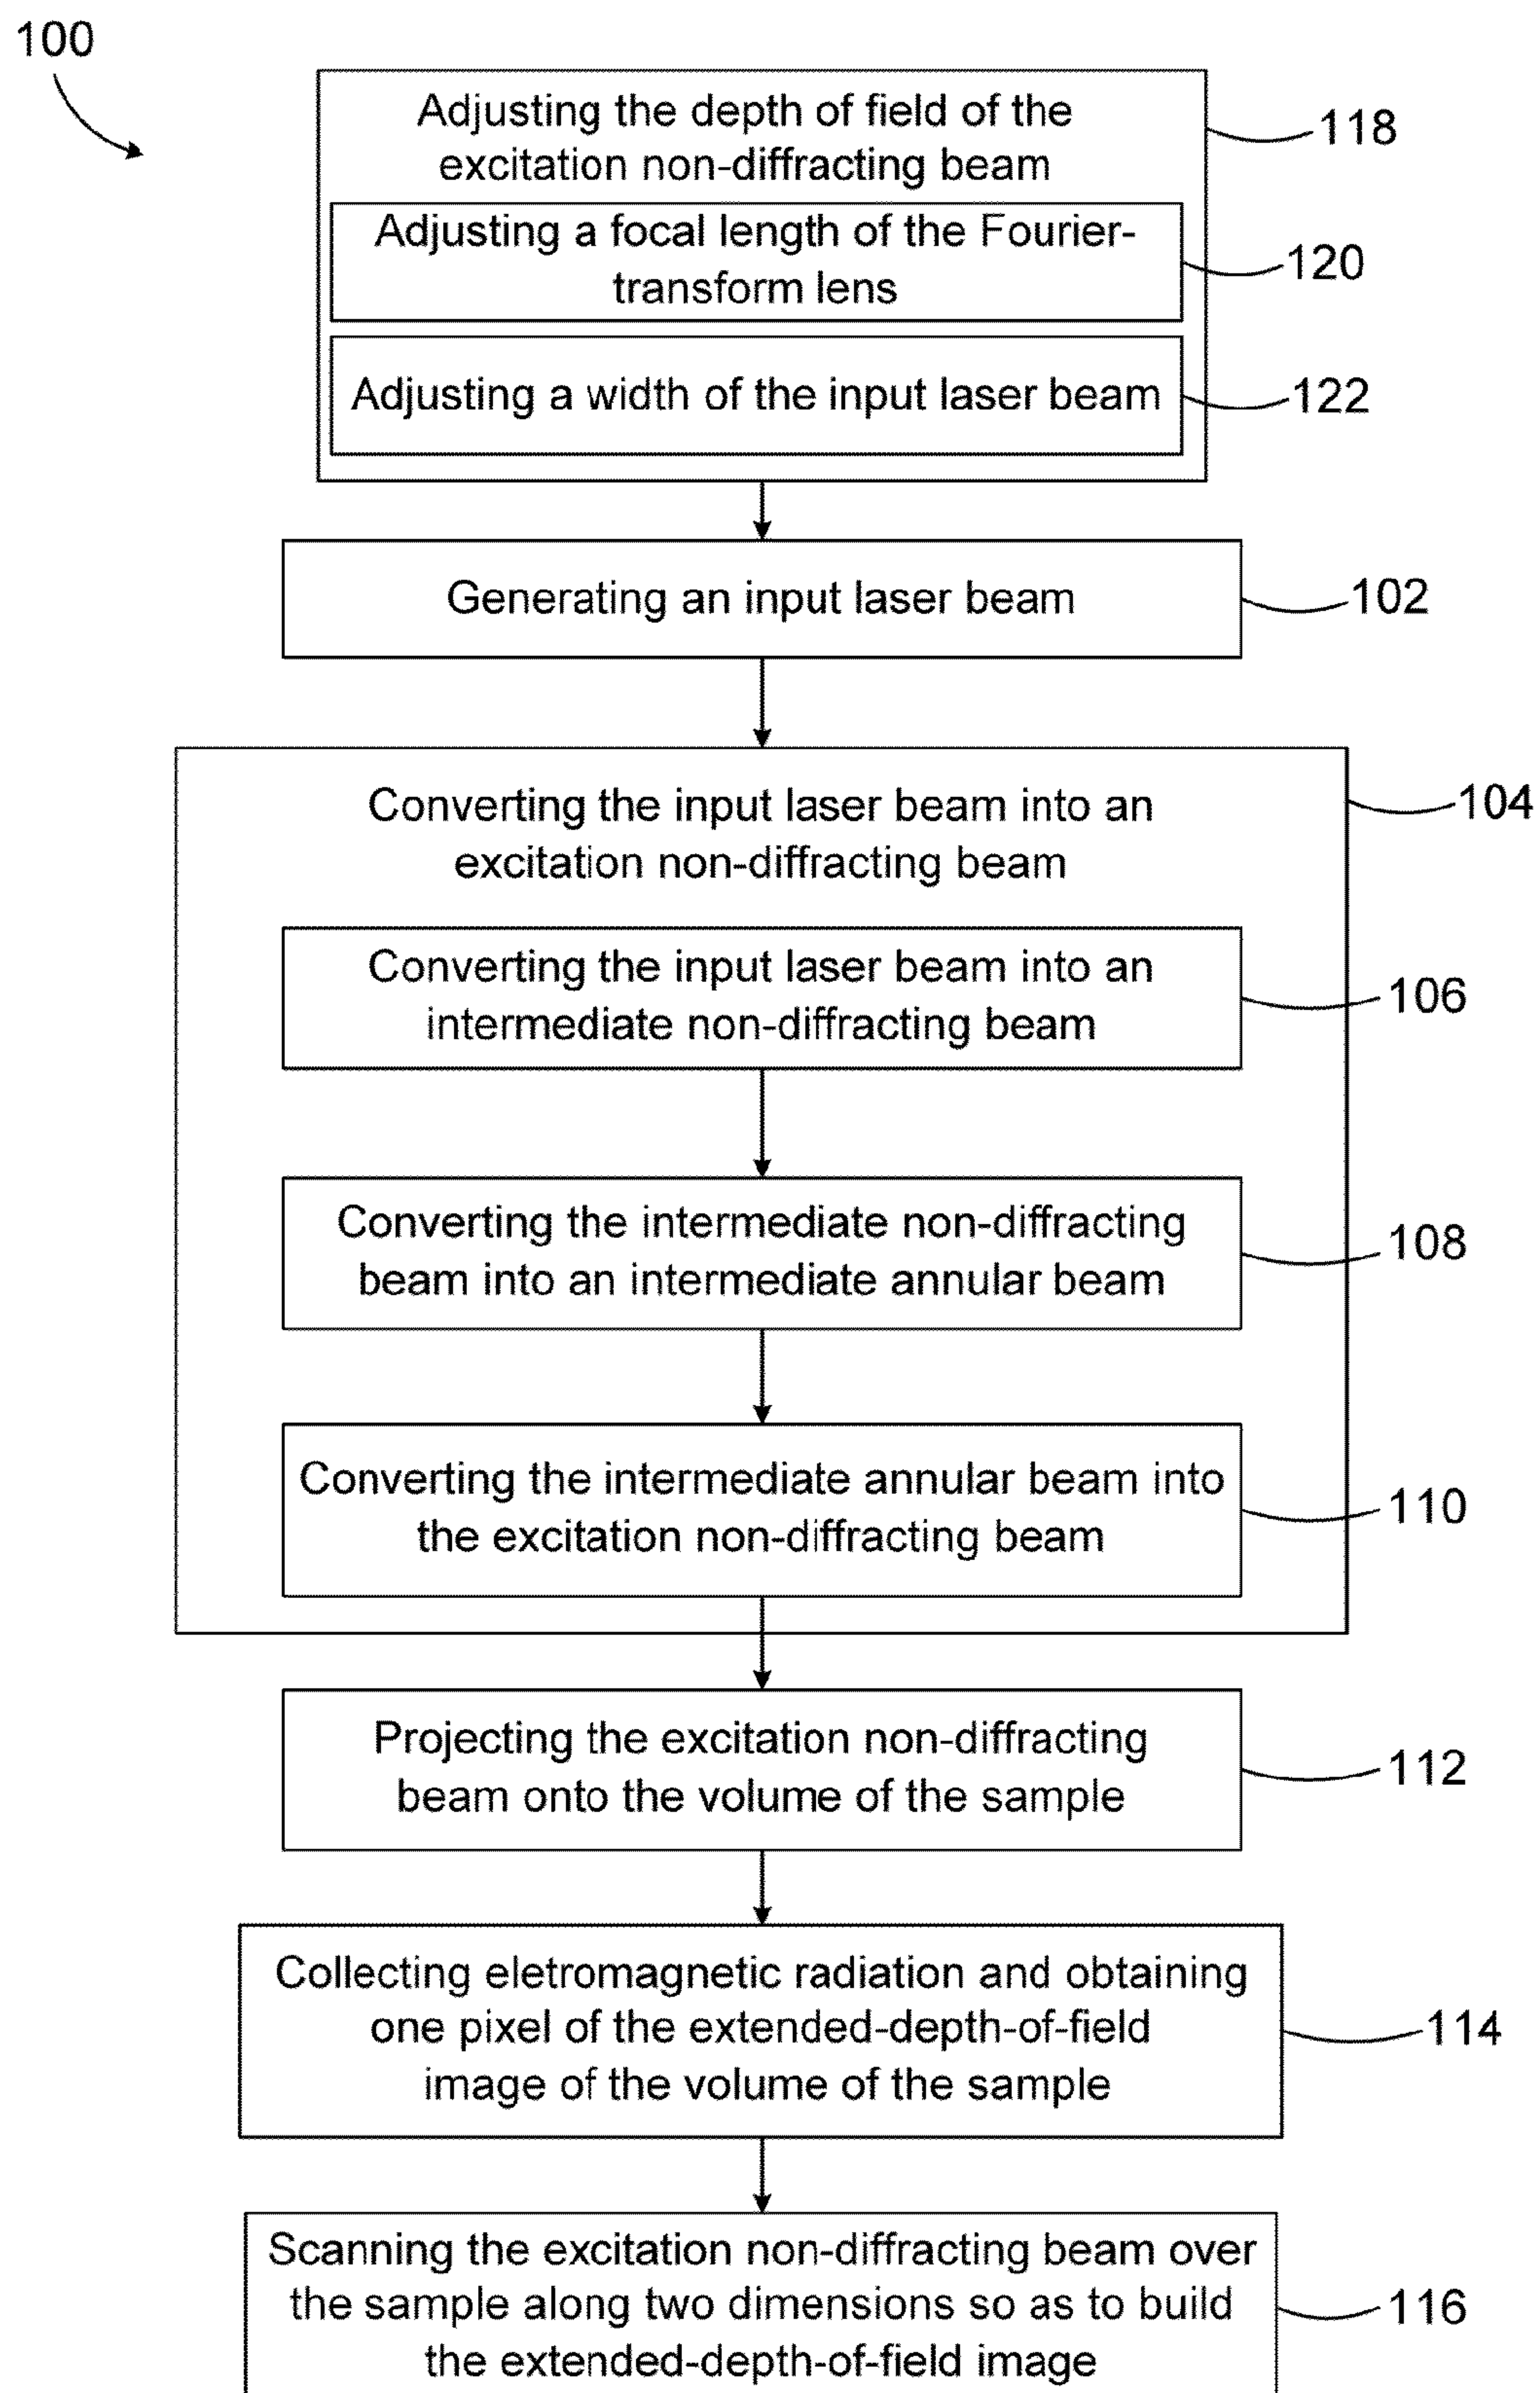 100
Adjusting the depth of field of the
excitation non-diffracting beam
118
Adjusting a focal length of the Fourier-
transform lens
120
Adjusting a width of the input laser beam
122
Generating an input laser beam
102
Converting the input laser beam into an
excitation non-diffracting beam
104
Converting the input laser beam into an
intermediate non-diffracting beam
106
Converting the intermediate non-diffracting
beam into an intermediate annular beam
108
Converting the intermediate annular beam into
the excitation non-diffracting beam
110
Projecting the excitation non-diffracting
beam onto the volume of the sample
112
Collecting eletromagnetic radiation and obtaining
one pixel of the extended-depth-of-field
image of the volume of the sample
114
Scanning the excitation non-diffracting beam over
the sample along two dimensions so as to build
the extended-depth-of-field image
116